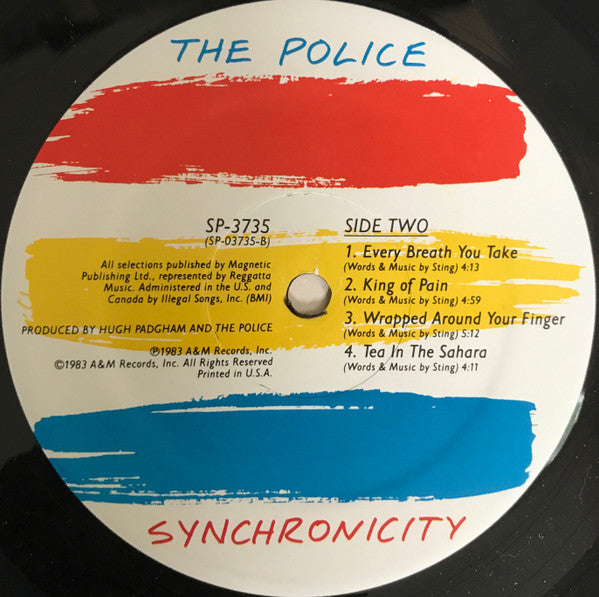 THE POLICE
SP-3735
(SP-03735-B)
All selections published by Magnetic
Publishing Ltd., represented by Reggatta
Music. Administered in the U.S. and
Canada by Illegal Songs, Inc. (BMI)
PRODUCED BY HUGH PADGHAM AND THE POLICE
℗1983 A&M Records, Inc.
©1983 A&M Records, Inc. All Rights Reserved
Printed in U.S.A.
SIDE TWO
1. Every Breath You Take
(Words & Music by Sting) 4:13
2. King of Pain
(Words & Music by Sting) 4:59
3. Wrapped Around Your Finger
(Words & Music by Sting) 5:12
4. Tea In The Sahara
(Words & Music by Sting) 4:11
SYNCHRONICITY